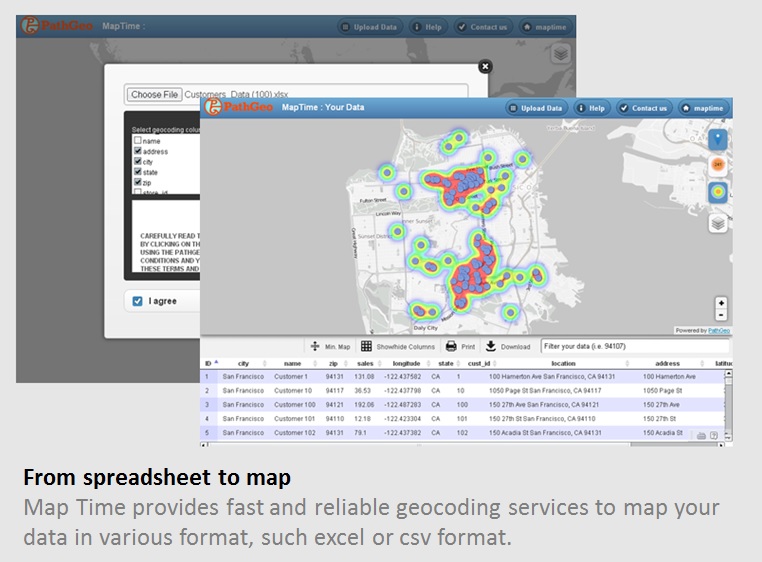 PathGeo MapTime :
Upload Data Help Contact us maptime
Choose File Customers_Data (100).xlsx
Select geocoding colum
name
address
city
state
zip
store_id
CAREFULLY READ T
BY CLICKING ON TH
USING THE PATHGE
CONDITIONS AND Y
THESE TERMS AND
I agree
PathGeo MapTime : Your Data
Upload Data Help Contact us maptime
Bush Street
Fulton Street
Lincoln Way
Sunset District
Great Highway
Daly City
Powered by PathGeo
Min. Map Show/hide Columns Print Download Filter your data (i.e. 94107)
ID city name zip sales longitude state cust_id location address latitud
1 San Francisco Customer 1 94131 131.08 -122.437582 CA 1 100 Hamerton Ave San Francisco, CA 94131 100 Hamerton Ave
2 San Francisco Customer 10 94117 36.53 -122.437798 CA 10 1050 Page St San Francisco, CA 94117 1050 Page St
3 San Francisco Customer 100 94121 192.06 -122.487283 CA 100 150 27th Ave San Francisco, CA 94121 150 27th Ave
4 San Francisco Customer 101 94110 12.18 -122.423304 CA 101 150 27th St San Francisco, CA 94110 150 27th St
5 San Francisco Customer 102 94131 79.1 -122.437382 CA 102 150 Acadia St San Francisco, CA 94131 150 Acadia St
From spreadsheet to map
Map Time provides fast and reliable geocoding services to map your
data in various format, such excel or csv format.